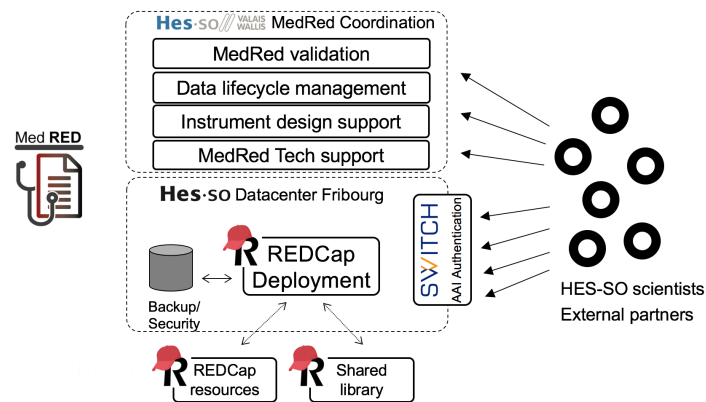 Hes·so// VALAIS WALLIS MedRed Coordination
MedRed validation
Data lifecycle management
Instrument design support
MedRed Tech support
Med RED
Hes·so Datacenter Fribourg
R REDCap
Deployment
Backup/
Security
SWITCH
AAI Authentication
HES-SO scientists
External partners
R REDCap
resources
R Shared
library